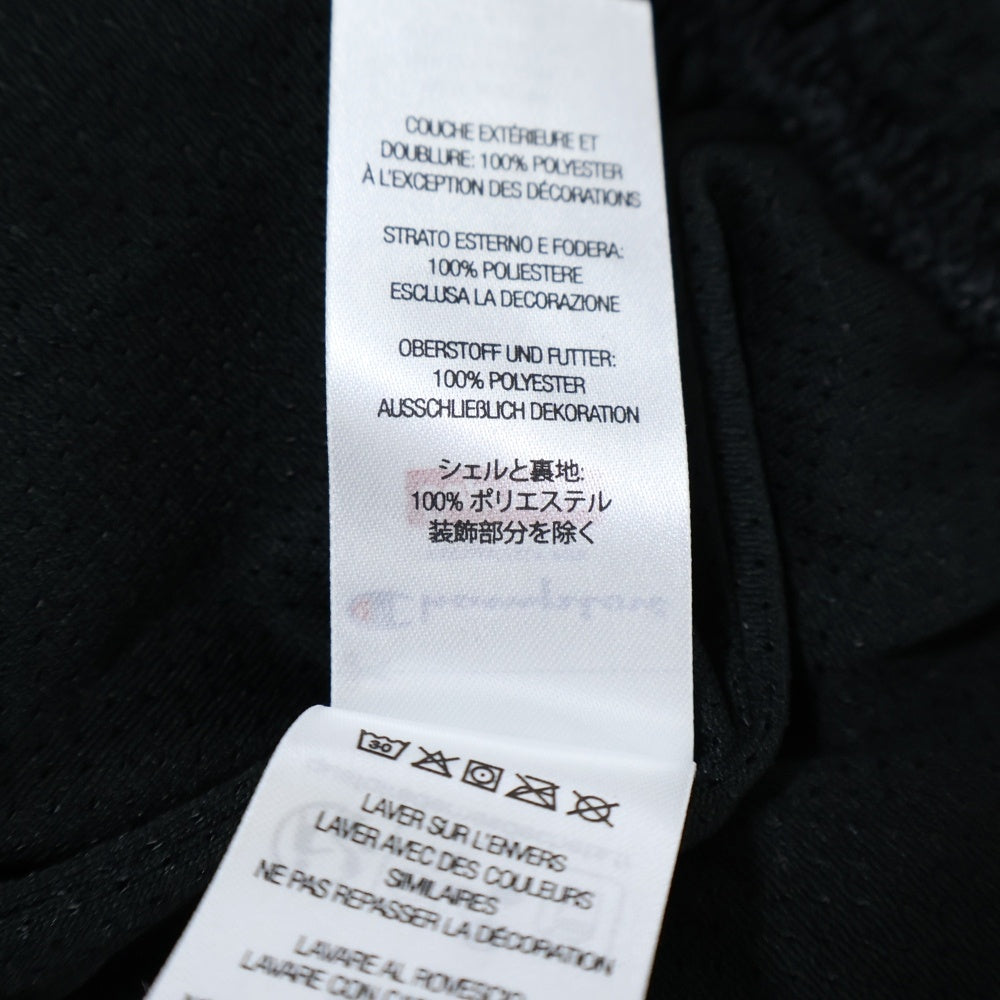 COUCHE EXTÉRIEURE ET
DOUBLURE: 100% POLYESTER
À L'EXCEPTION DES DÉCORATIONS
STRATO ESTERNO E FODERA:
100% POLIESTERE
ESCLUSA LA DECORAZIONE
OBERSTOFF UND FUTTER:
100% POLYESTER
AUSSCHLIEßLICH DEKORATION
シェルと裏地:
100% ポリエステル
装飾部分を除く
30
LAVER SUR L'ENVERS
LAVER AVEC DES COULEURS
SIMILAIRES
NE PAS REPASSER LA DÉCORATION
LAVARE AL ROVESCIO
LAVARE CON